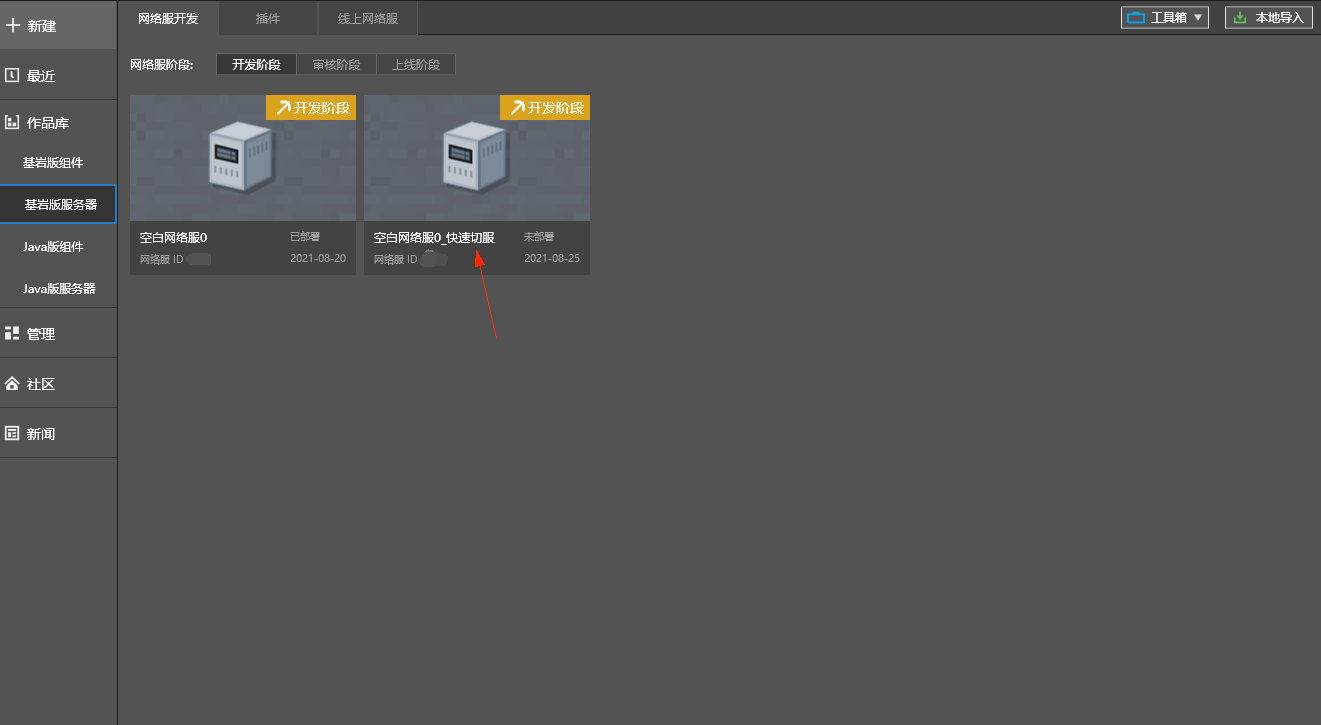 新建
最近
作品库
基岩版组件
基岩版服务器
Java版组件
Java版服务器
管理
社区
新闻
网络服开发 插件 线上网络服
工具箱 本地导入
网络服阶段: 开发阶段 审核阶段 上线阶段
开发阶段
空白网络服0 已部署
网络服 ID 2021-08-20
开发阶段
空白网络服0_快速切服 未部署
网络服 ID 2021-08-25